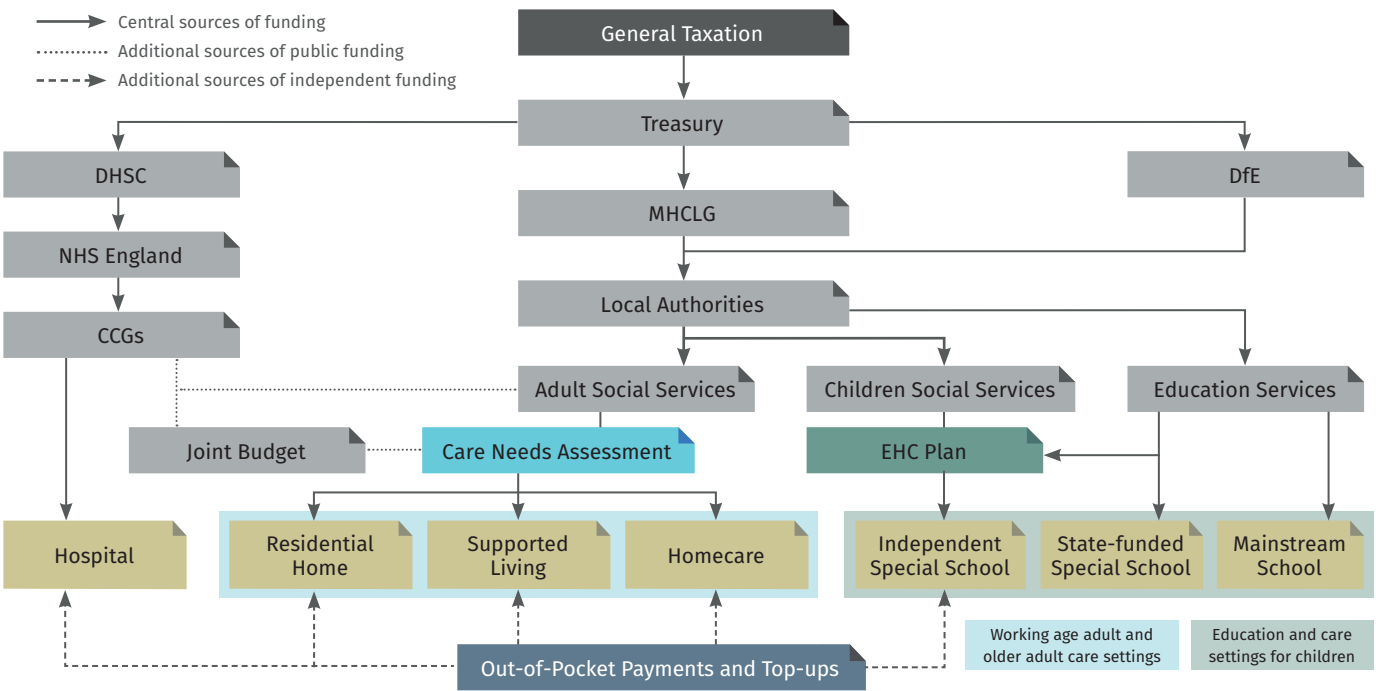 Central sources of funding
Additional sources of public funding
Additional sources of independent funding
General Taxation
Treasury
DHSC
DfE
MHCLG
NHS England
Local Authorities
CCGs
Adult Social Services
Children Social Services
Education Services
Joint Budget
Care Needs Assessment
EHC Plan
Hospital
Residential
Home
Supported
Living
Homecare
Independent
Special School
State-funded
Special School
Mainstream
School
Working age adult and
older adult care settings
Education and care
settings for children
Out-of-Pocket Payments and Top-ups